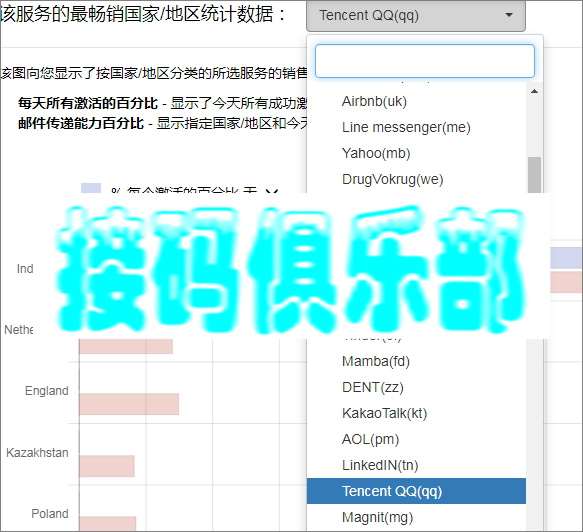 该服务的最畅销国家/地区统计数据：
Tencent QQ(qq)
该图向您显示了按国家/地区分类的所选服务的销售
每天所有激活的百分比 - 显示了今天所有成功激
邮件传递能力百分比 - 显示指定国家/地区和今天
% 每个激活的百分比 天
Airbnb(uk)
Line messenger(me)
Yahoo(mb)
DrugVokrug(we)
接码俱乐部
Ind
Nethe
England
Kazakhstan
Poland
Mamba(fd)
DENT(zz)
KakaoTalk(kt)
AOL(pm)
LinkedIN(tn)
Tencent QQ(qq)
Magnit(mg)